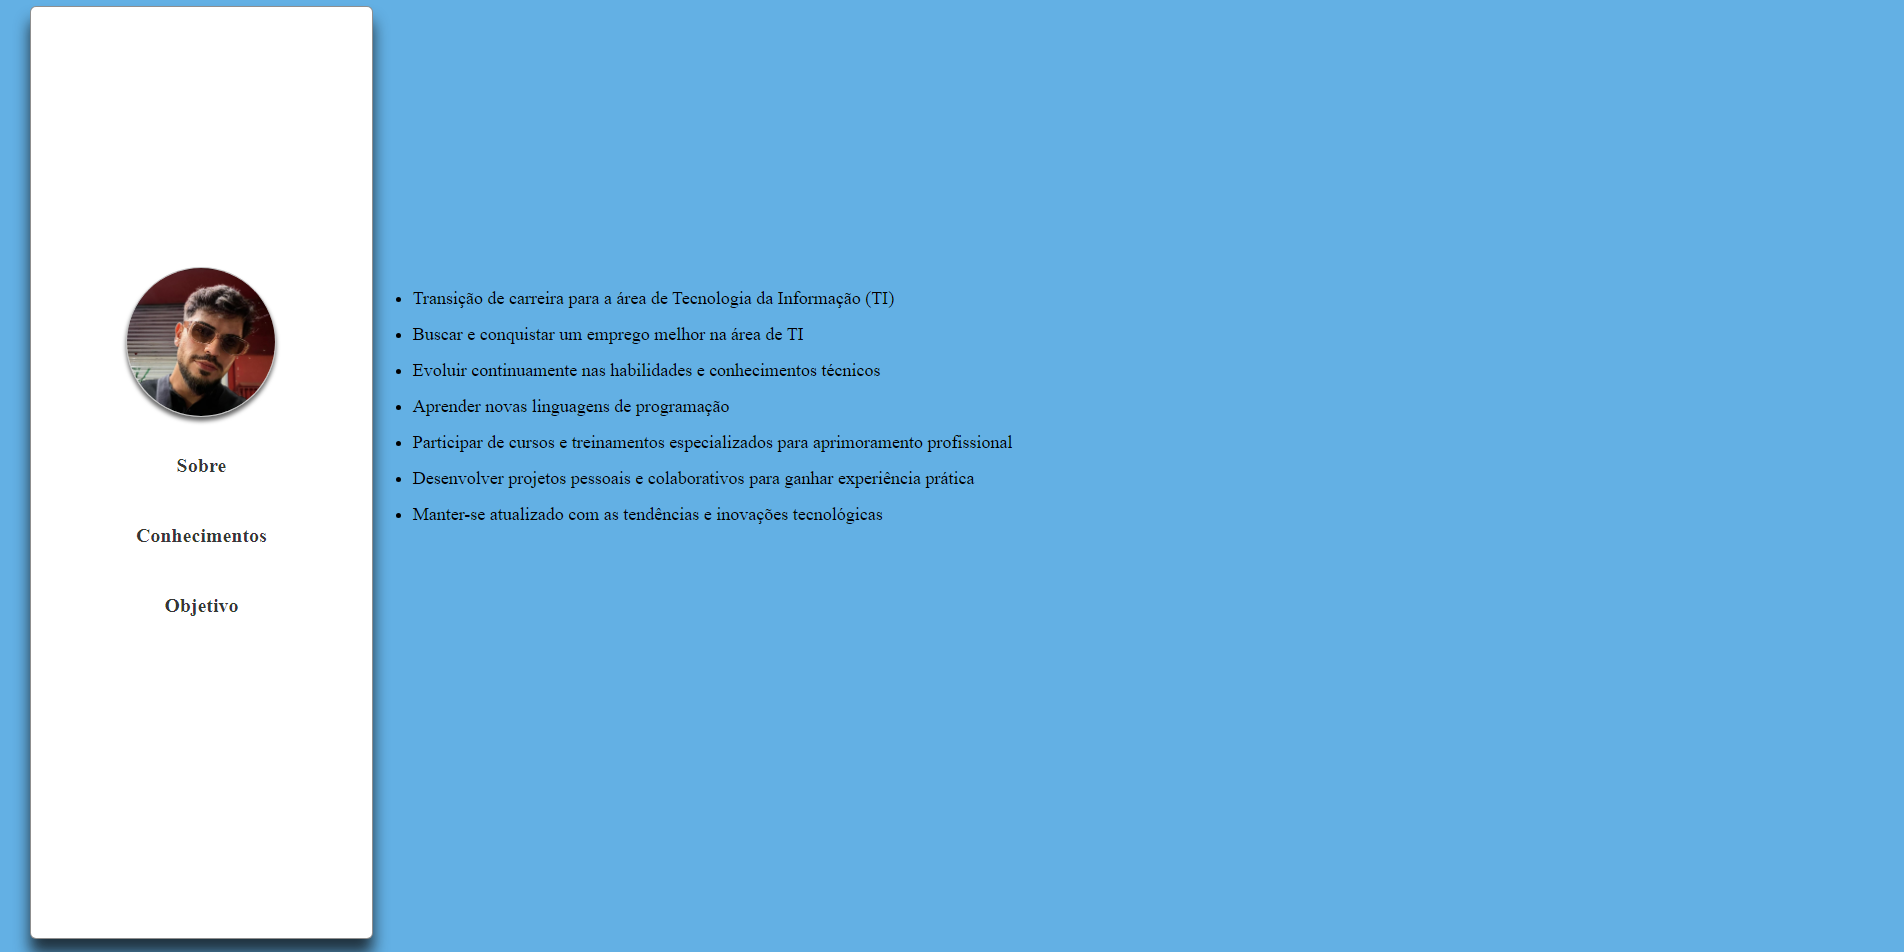 Sobre
Conhecimentos
Objetivo
Transição de carreira para a área de Tecnologia da Informação (TI)
Buscar e conquistar um emprego melhor na área de TI
Evoluir continuamente nas habilidades e conhecimentos técnicos
Aprender novas linguagens de programação
Participar de cursos e treinamentos especializados para aprimoramento profissional
Desenvolver projetos pessoais e colaborativos para ganhar experiência prática
Manter-se atualizado com as tendências e inovações tecnológicas